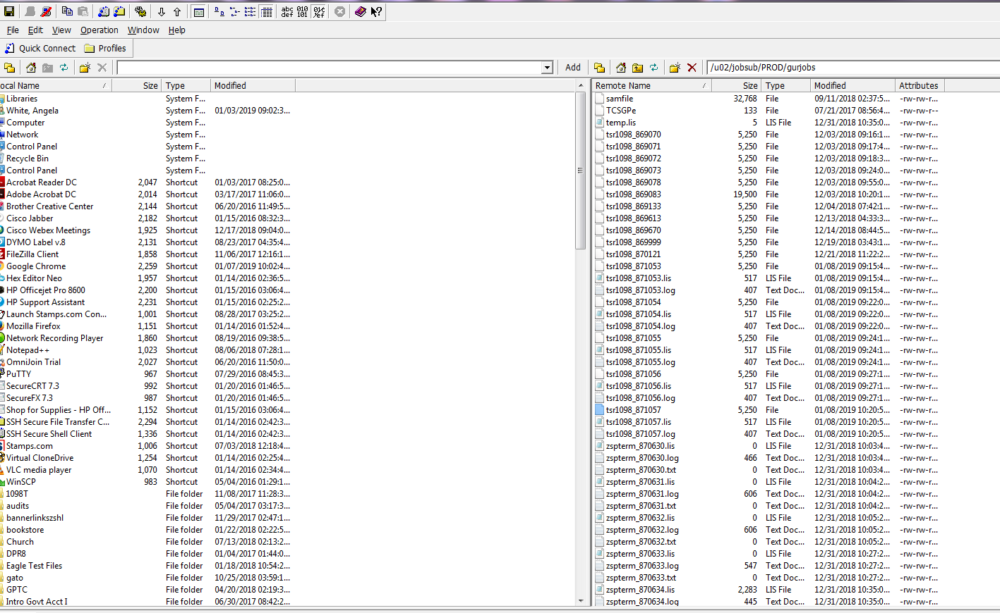 abc 010 01¢
def 101 ¢/ef
File Edit View Operation Window Help
Quick Connect Profiles
Add /u02/jobsub/PROD/gurjobs
ocal Name Size Type Modified
Libraries System F...
White, Angela System F... 01/03/2019 09:02:3...
Computer System F...
Network System F...
Control Panel System F...
Recycle Bin System F...
Control Panel System F...
Acrobat Reader DC 2,047 Shortcut 01/03/2017 08:25:0...
Adobe Acrobat DC 2,014 Shortcut 03/17/2017 11:06:0...
Brother Creative Center 2,144 Shortcut 06/20/2016 11:49:5...
Cisco Jabber 2,182 Shortcut 01/15/2016 08:32:3...
Cisco Webex Meetings 1,925 Shortcut 12/17/2018 09:04:0...
DYMO Label v.8 2,131 Shortcut 08/23/2017 04:35:4...
FileZilla Client 1,858 Shortcut 11/06/2017 12:16:1...
Google Chrome 2,259 Shortcut 01/07/2019 10:02:4...
Hex Editor Neo 1,957 Shortcut 01/14/2016 02:36:5...
HP Officejet Pro 8600 2,200 Shortcut 01/15/2016 03:06:4...
HP Support Assistant 2,231 Shortcut 01/15/2016 02:25:2...
Launch Stamps.com Con... 1,001 Shortcut 08/28/2017 03:25:2...
Mozilla Firefox 1,151 Shortcut 01/14/2016 01:52:4...
Network Recording Player 1,860 Shortcut 08/19/2016 09:38:5...
Notepad++ 1,023 Shortcut 08/06/2018 07:28:1...
OmniJoin Trial 2,027 Shortcut 06/20/2016 11:50:0...
PuTTY 967 Shortcut 07/29/2016 08:45:3...
SecureCRT 7.3 992 Shortcut 01/20/2016 01:46:5...
SecureFX 7.3 987 Shortcut 01/20/2016 01:46:5...
Shop for Supplies - HP Off... 1,152 Shortcut 01/15/2016 03:06:4...
SSH Secure File Transfer C... 2,294 Shortcut 01/14/2016 02:42:3...
SSH Secure Shell Client 1,336 Shortcut 01/14/2016 02:42:3...
Stamps.com 1,006 Shortcut 07/03/2018 12:18:4...
Virtual CloneDrive 1,254 Shortcut 01/14/2016 02:25:4...
VLC media player 1,070 Shortcut 01/14/2016 02:34:4...
WinSCP 983 Shortcut 05/04/2016 01:29:1...
1098T File folder 11/08/2017 11:28:3...
audits File folder 05/04/2017 03:17:3...
bannerlinkszshl File folder 11/29/2017 02:47:1...
bookstore File folder 01/22/2018 02:22:5...
Church File folder 07/13/2018 02:13:2...
DPR8 File folder 01/04/2017 01:44:0...
Eagle Test Files File folder 01/18/2018 10:54:2...
gato File folder 10/25/2018 03:59:1...
GPTC File folder 04/20/2018 02:19:3...
Intro Govt Acct I File folder 06/30/2017 08:42:2...
Remote Name Size Type Modified Attributes
samfile 32,768 File 09/11/2018 02:37:5... -rw-rw-r...
TCSGPe 133 File 07/21/2017 08:56:4... -rw-rw-r--
temp.lis 5 LIS File 12/31/2018 10:35:0... -rw-rw-r...
tsr1098_869070 5,250 File 12/03/2018 09:16:1... -rw-rw-r...
tsr1098_869071 5,250 File 12/03/2018 09:17:4... -rw-rw-r...
tsr1098_869072 5,250 File 12/03/2018 09:18:3... -rw-rw-r...
tsr1098_869073 5,250 File 12/03/2018 09:24:0... -rw-rw-r...
tsr1098_869078 5,250 File 12/03/2018 09:55:0... -rw-rw-r...
tsr1098_869083 19,500 File 12/03/2018 10:20:1... -rw-rw-r...
tsr1098_869133 5,250 File 12/04/2018 07:42:1... -rw-rw-r...
tsr1098_869613 5,250 File 12/13/2018 04:33:3... -rw-rw-r...
tsr1098_869670 5,250 File 12/14/2018 08:44:5... -rw-rw-r...
tsr1098_869999 5,250 File 12/19/2018 03:43:1... -rw-rw-r...
tsr1098_870121 5,250 File 12/21/2018 11:22:2... -rw-rw-r...
tsr1098_871053 5,250 File 01/08/2019 09:15:4... -rw-rw-r...
tsr1098_871053.lis 517 LIS File 01/08/2019 09:15:4... -rw-rw-r...
tsr1098_871053.log 407 Text Doc... 01/08/2019 09:15:4... -rw-rw-r...
tsr1098_871054 5,250 File 01/08/2019 09:22:0... -rw-rw-r...
tsr1098_871054.lis 517 LIS File 01/08/2019 09:22:0... -rw-rw-r...
tsr1098_871054.log 407 Text Doc... 01/08/2019 09:22:0... -rw-rw-r...
tsr1098_871055 5,250 File 01/08/2019 09:24:1... -rw-rw-r...
tsr1098_871055.lis 517 LIS File 01/08/2019 09:24:1... -rw-rw-r...
tsr1098_871055.log 407 Text Doc... 01/08/2019 09:24:1... -rw-rw-r...
tsr1098_871056 5,250 File 01/08/2019 09:27:1... -rw-rw-r...
tsr1098_871056.lis 517 LIS File 01/08/2019 09:27:1... -rw-rw-r...
tsr1098_871056.log 407 Text Doc... 01/08/2019 09:27:1... -rw-rw-r...
tsr1098_871057 5,250 File 01/08/2019 10:20:5... -rw-rw-r...
tsr1098_871057.lis 517 LIS File 01/08/2019 10:20:5... -rw-rw-r...
tsr1098_871057.log 407 Text Doc... 01/08/2019 10:20:5... -rw-rw-r...
zspterm_870630.lis 0 LIS File 12/31/2018 10:03:4... -rw-rw-r...
zspterm_870630.log 466 Text Doc... 12/31/2018 10:03:4... -rw-rw-r...
zspterm_870630.txt 0 Text Doc... 12/31/2018 10:03:4... -rw-rw-r...
zspterm_870631.lis 0 LIS File 12/31/2018 10:04:2... -rw-rw-r...
zspterm_870631.log 606 Text Doc... 12/31/2018 10:04:2... -rw-rw-r...
zspterm_870631.txt 0 Text Doc... 12/31/2018 10:04:2... -rw-rw-r...
zspterm_870632.lis 0 LIS File 12/31/2018 10:05:2... -rw-rw-r...
zspterm_870632.log 606 Text Doc... 12/31/2018 10:05:2... -rw-rw-r...
zspterm_870632.txt 0 Text Doc... 12/31/2018 10:05:2... -rw-rw-r...
zspterm_870633.lis 0 LIS File 12/31/2018 10:27:2... -rw-rw-r...
zspterm_870633.log 547 Text Doc... 12/31/2018 10:27:2... -rw-rw-r...
zspterm_870633.txt 0 Text Doc... 12/31/2018 10:27:2... -rw-rw-r...
zspterm_870634.lis 2,283 LIS File 12/31/2018 10:35:0... -rw-rw-r...
zspterm_870634.log 445 Text Doc... 12/31/2018 10:35:0... -rw-rw-r...